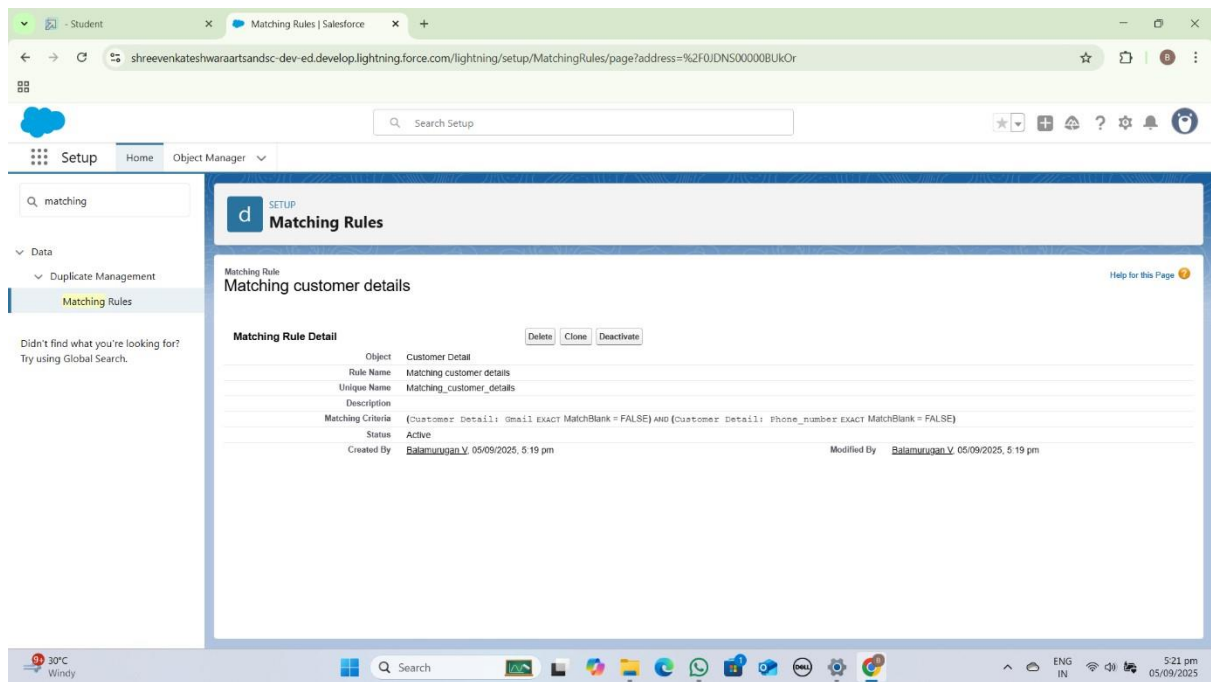 - Student
Matching Rules | Salesforce
shreevenkateshwaraartsandsc-dev-ed.develop.lightning.force.com/lightning/setup/MatchingRules/page?address=%2F0JDNS00000BUkOr
B
Search Setup
Setup
Home
Object Manager
matching
Data
Duplicate Management
Matching Rules
Didn't find what you're looking for?
Try using Global Search.
d
SETUP
Matching Rules
Matching Rule
Matching customer details
Help for this Page ?
Matching Rule Detail
Delete Clone Deactivate
Object Customer Detail
Rule Name Matching customer details
Unique Name Matching_customer_details
Description
Matching Criteria (Customer Detail: Gmail EXACT MatchBlank = FALSE) AND (Customer Detail: Phone_number EXACT MatchBlank = FALSE)
Status Active
Created By Balamurugan V, 05/09/2025, 5:19 pm Modified By Balamurugan V, 05/09/2025, 5:19 pm
9+
30°C
Windy
Search
1
DELL
B
ENG
IN
5:21 pm
05/09/2025